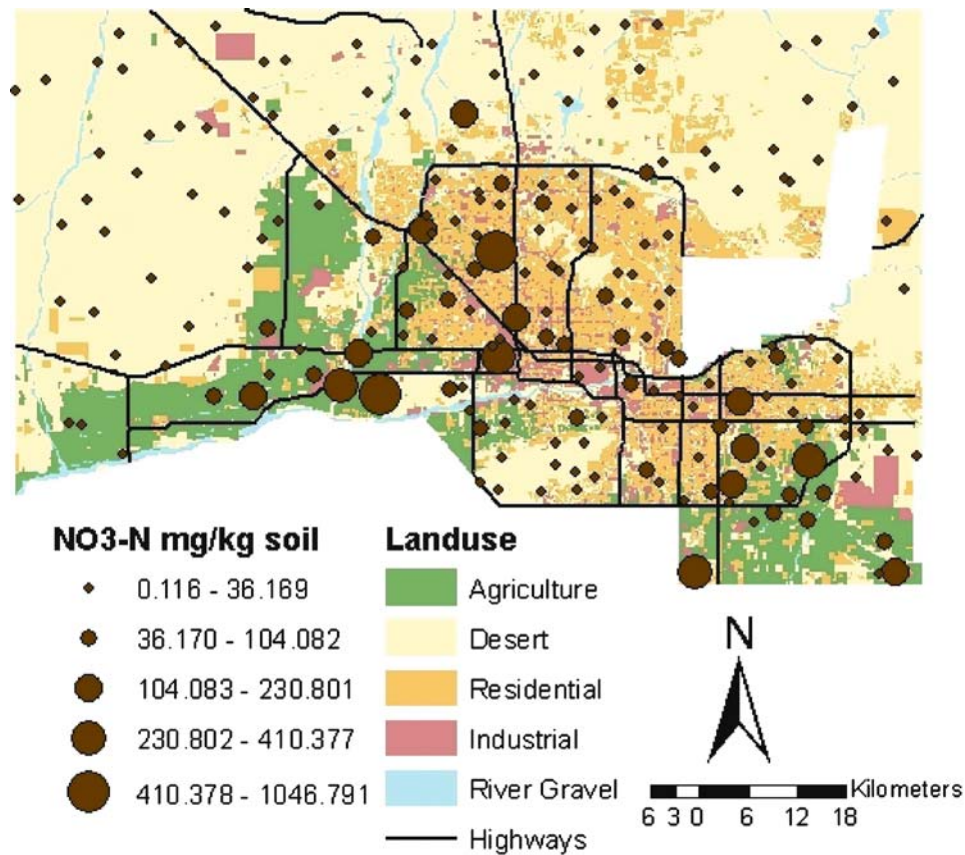 NO3-N mg/kg soil
0.116 - 36.169
36.170 - 104.082
104.083 - 230.801
230.802 - 410.377
410.378 - 1046.791
Landuse
Agriculture
Desert
Residential
Industrial
River Gravel
Highways
N
Kilometers
6 3 0 6 12 18